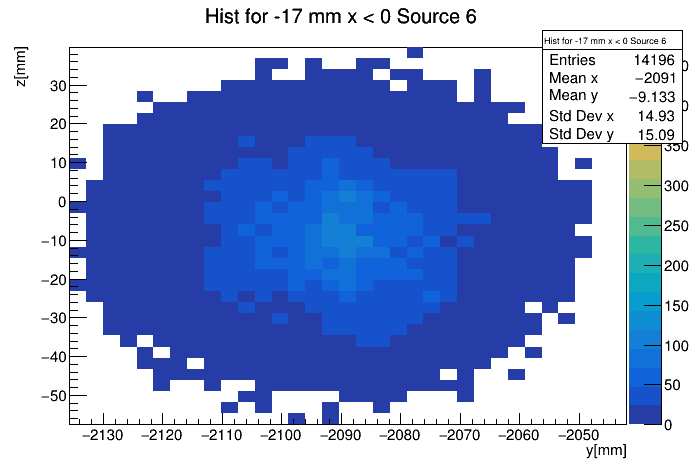 Hist for -17 mm x < 0 Source 6
z[mm]
Hist for -17 mm x < 0 Source 6
Entries 14196
Mean x −2091
Mean y −9.133
Std Dev x 14.93
Std Dev y 15.09
30
20
10
0
−10
−20
−30
−40
−50
−2130 −2120 −2110 −2100 −2090 −2080 −2070 −2060 −2050
y[mm]
350
300
250
200
150
100
50
0